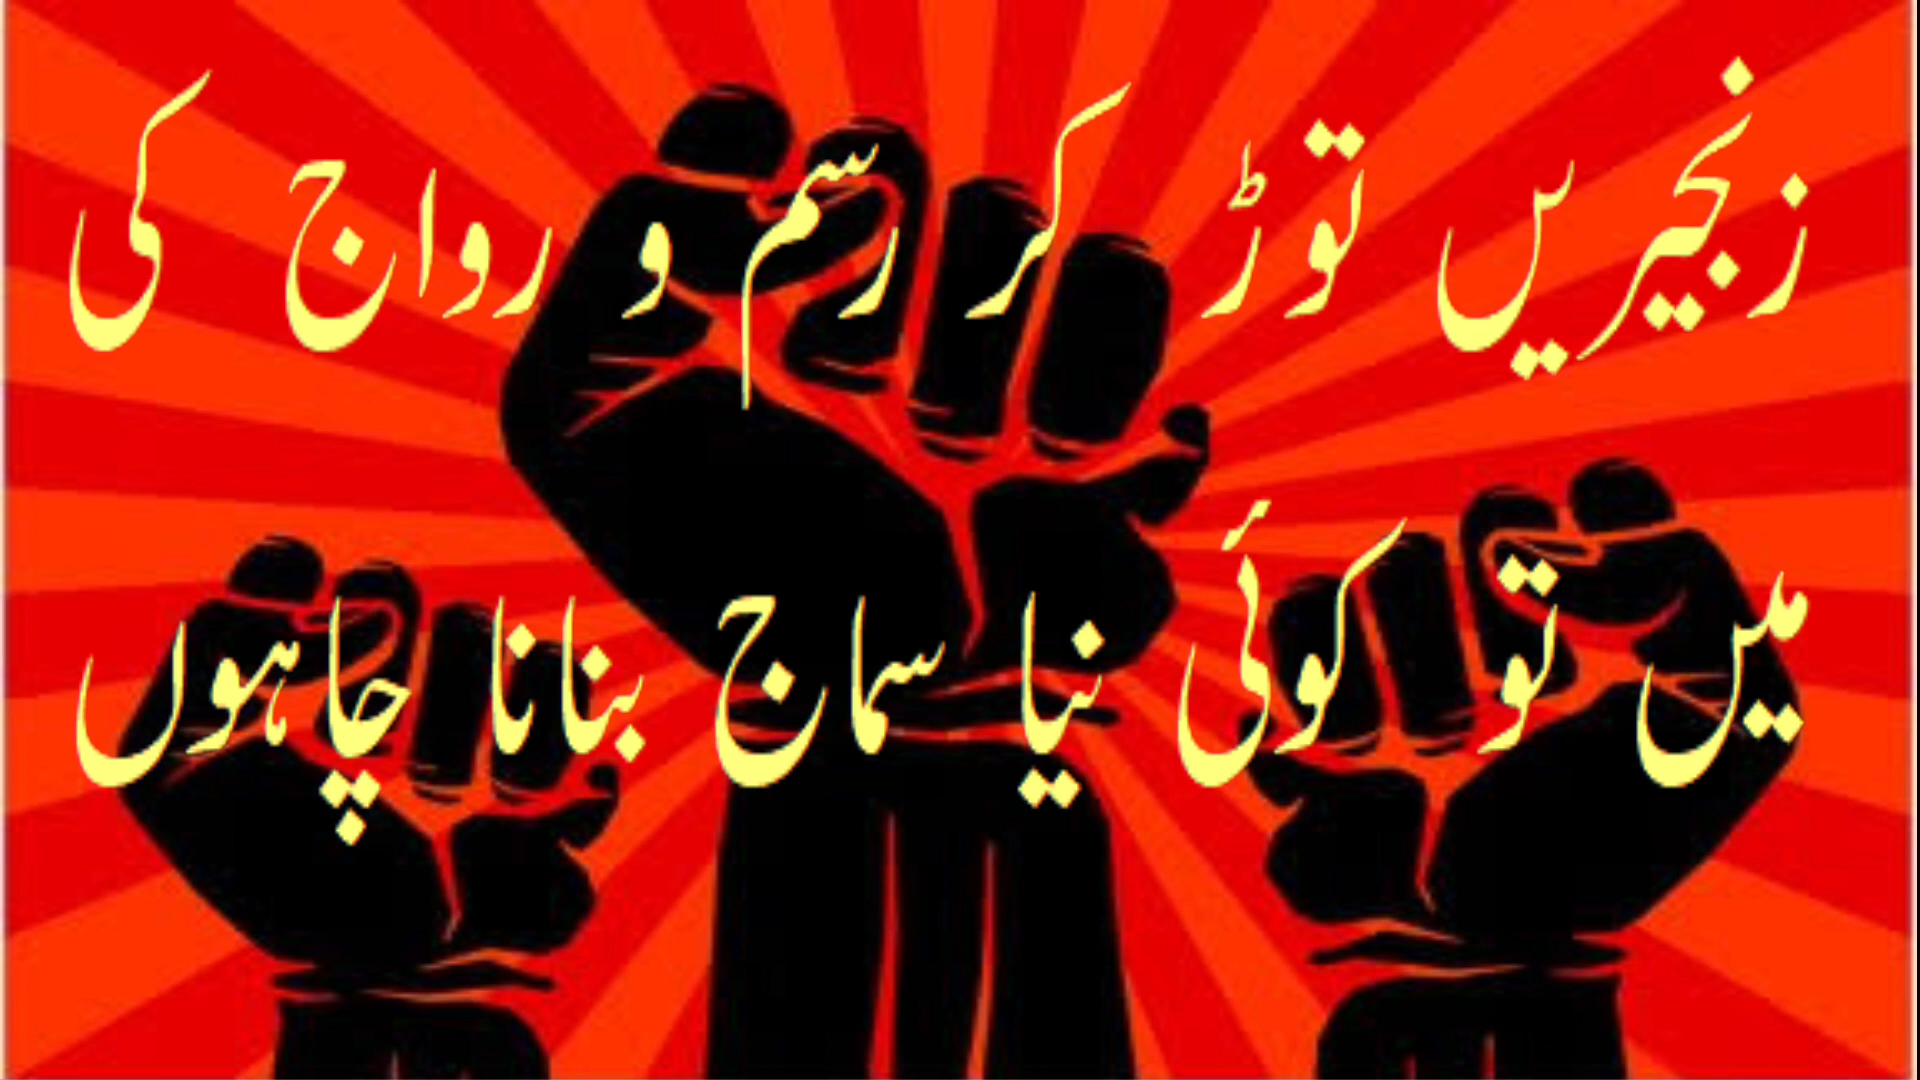 زنجیریں توڑ کر رسم و رواج کی
میں تو کوئی نیا سماج بنانا چاہوں